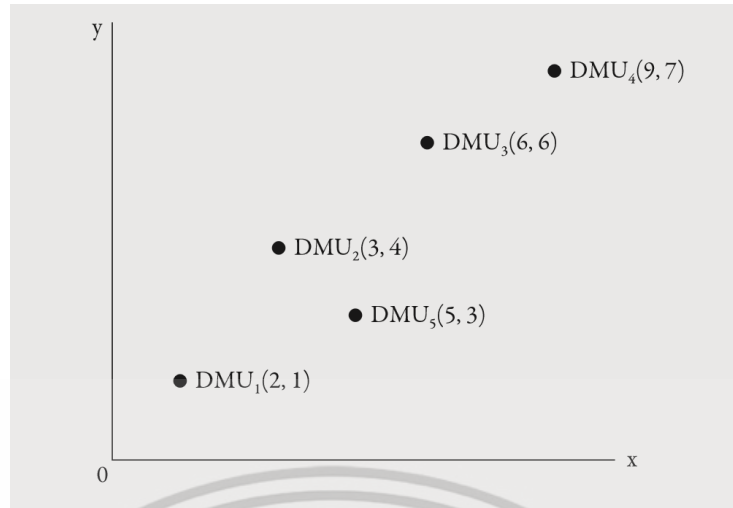 y
DMU₄(9, 7)
DMU₃(6, 6)
DMU₂(3, 4)
DMU₅(5, 3)
DMU₁(2, 1)
x
0